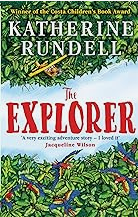 Winner of the Costa Children's Book Award
KATHERINE
RUNDELL
The
EXPLORER
'A very exciting adventure story – I loved it'
Jacqueline Wilson